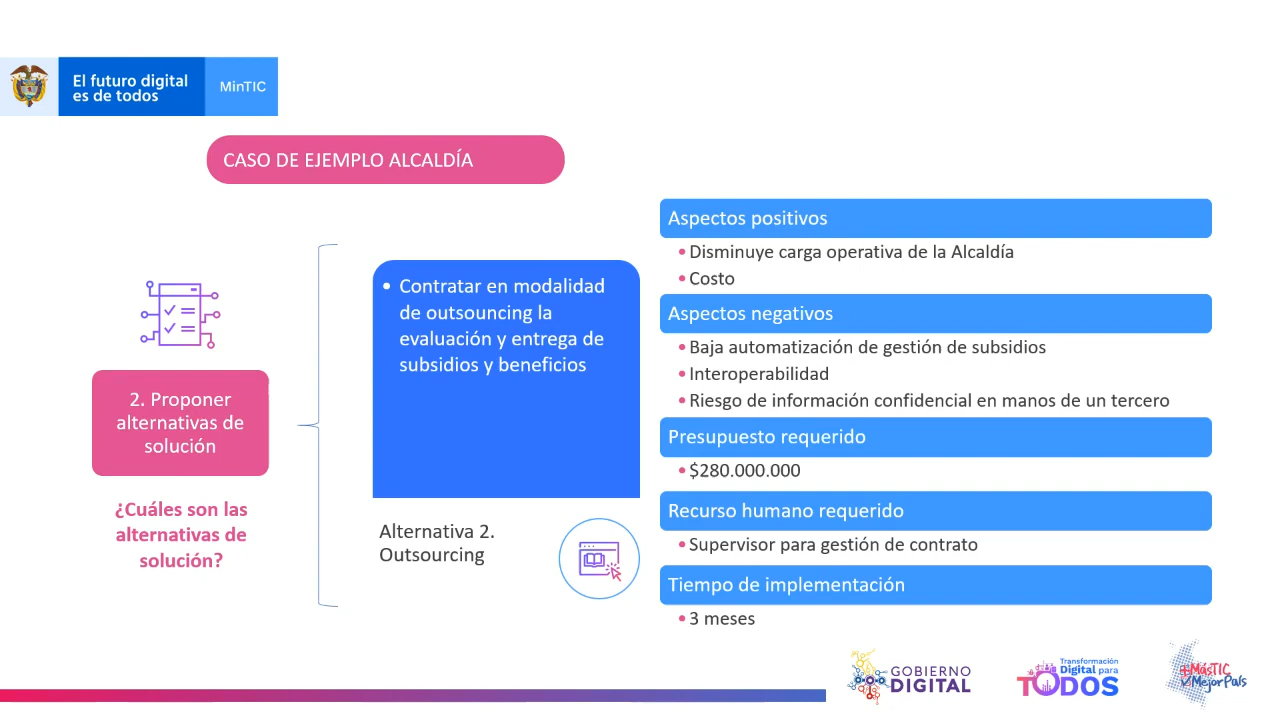 El futuro digital
es de todos
MinTIC
CASO DE EJEMPLO ALCALDÍA
2. Proponer
alternativas de
solución
¿Cuáles son las
alternativas de
solución?
• Contratar en modalidad
de outsouncing la
evaluación y entrega de
subsidios y beneficios
Alternativa 2.
Outsourcing
Aspectos positivos
• Disminuye carga operativa de la Alcaldía
• Costo
Aspectos negativos
• Baja automatización de gestión de subsidios
• Interoperabilidad
• Riesgo de información confidencial en manos de un tercero
Presupuesto requerido
• $280.000.000
Recurso humano requerido
• Supervisor para gestión de contrato
Tiempo de implementación
• 3 meses
GOBIERNO
DIGITAL
Transformación
Digital para
TODOS
+MásTIC
✓MejorPaís